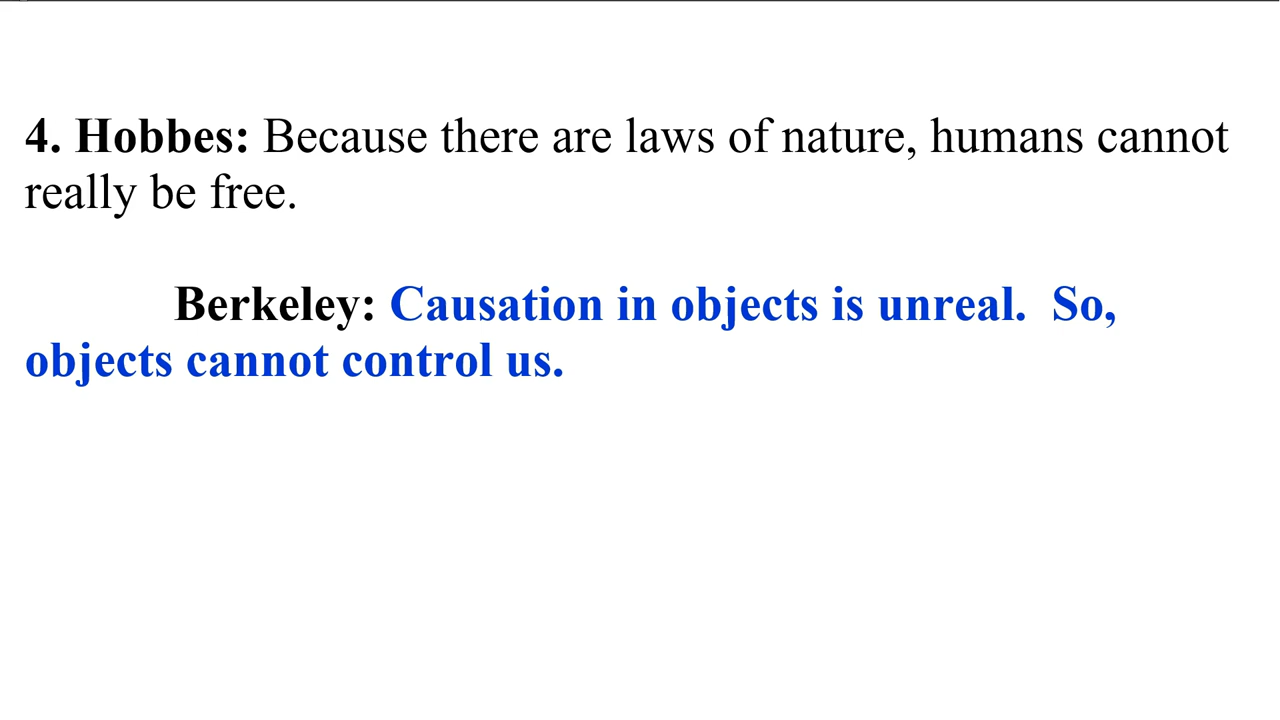 4. Hobbes: Because there are laws of nature, humans cannot
really be free.
Berkeley: Causation in objects is unreal.  So,
objects cannot control us.